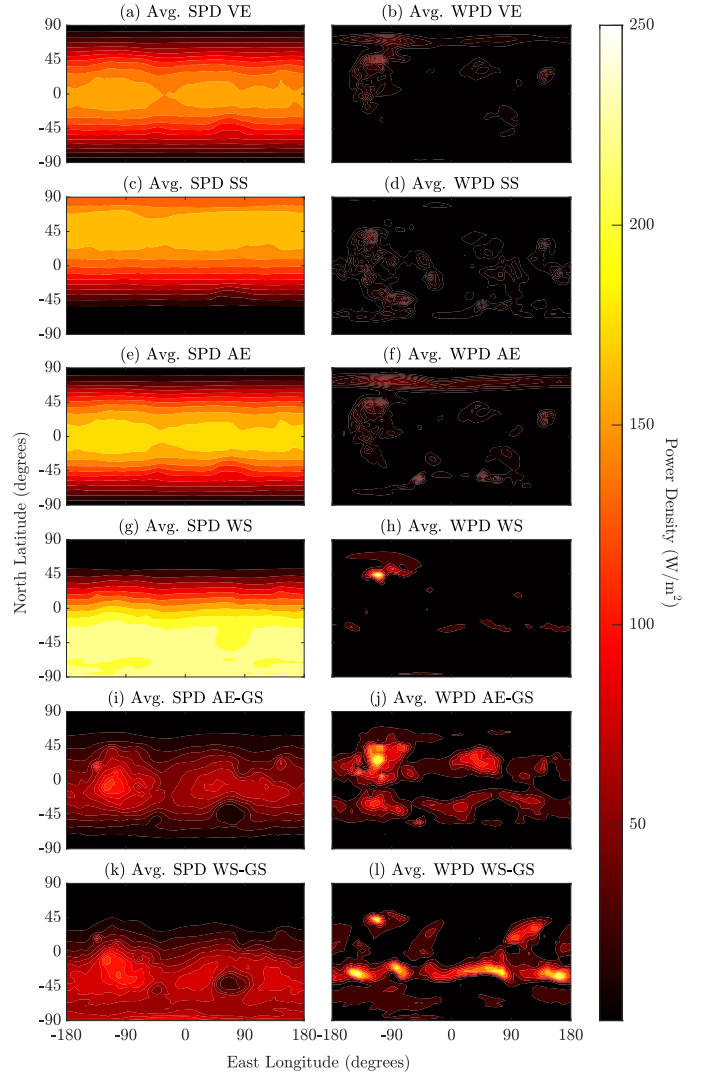 (a) Avg. SPD VE
(b) Avg. WPD VE
90
45
0
-45
-90
250
(c) Avg. SPD SS
(d) Avg. WPD SS
90
45
0
-45
-90
200
(e) Avg. SPD AE
(f) Avg. WPD AE
90
45
0
-45
-90
150
(g) Avg. SPD WS
(h) Avg. WPD WS
90
45
0
-45
-90
100
(i) Avg. SPD AE-GS
(j) Avg. WPD AE-GS
90
45
0
-45
-90
50
(k) Avg. SPD WS-GS
(l) Avg. WPD WS-GS
90
45
0
-45
-90
-180 -90 0 90 180 -90 0 90 180
East Longitude (degrees)
North Latitude (degrees)
Power Density (W/m²)